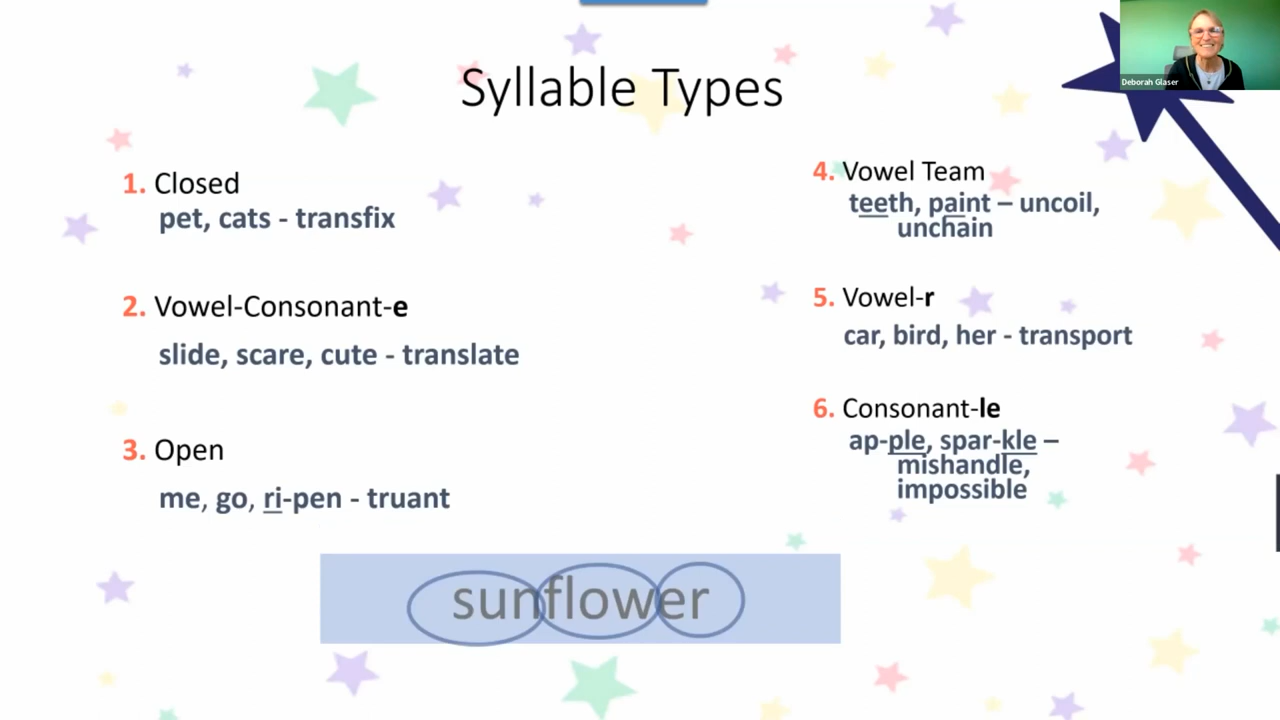 Syllable Types
Deborah Glaser
1. Closed
pet, cats - transfix
2. Vowel-Consonant-e
slide, scare, cute - translate
3. Open
me, go, ri-pen - truant
4. Vowel Team
teeth, paint – uncoil,
unchain
5. Vowel-r
car, bird, her - transport
6. Consonant-le
ap-ple, spar-kle –
mishandle,
impossible
sunflower